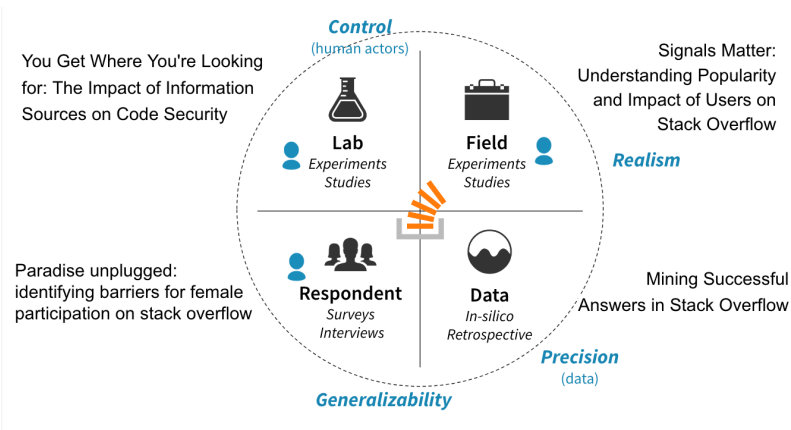 Control
(human actors)
You Get Where You're Looking
for: The Impact of Information
Sources on Code Security
Signals Matter:
Understanding Popularity
and Impact of Users on
Stack Overflow
Lab
Experiments
Studies
Field
Experiments
Studies
Realism
Paradise unplugged:
identifying barriers for female
participation on stack overflow
Respondent
Surveys
Interviews
Data
In-silico
Retrospective
Mining Successful
Answers in Stack Overflow
Precision
(data)
Generalizability